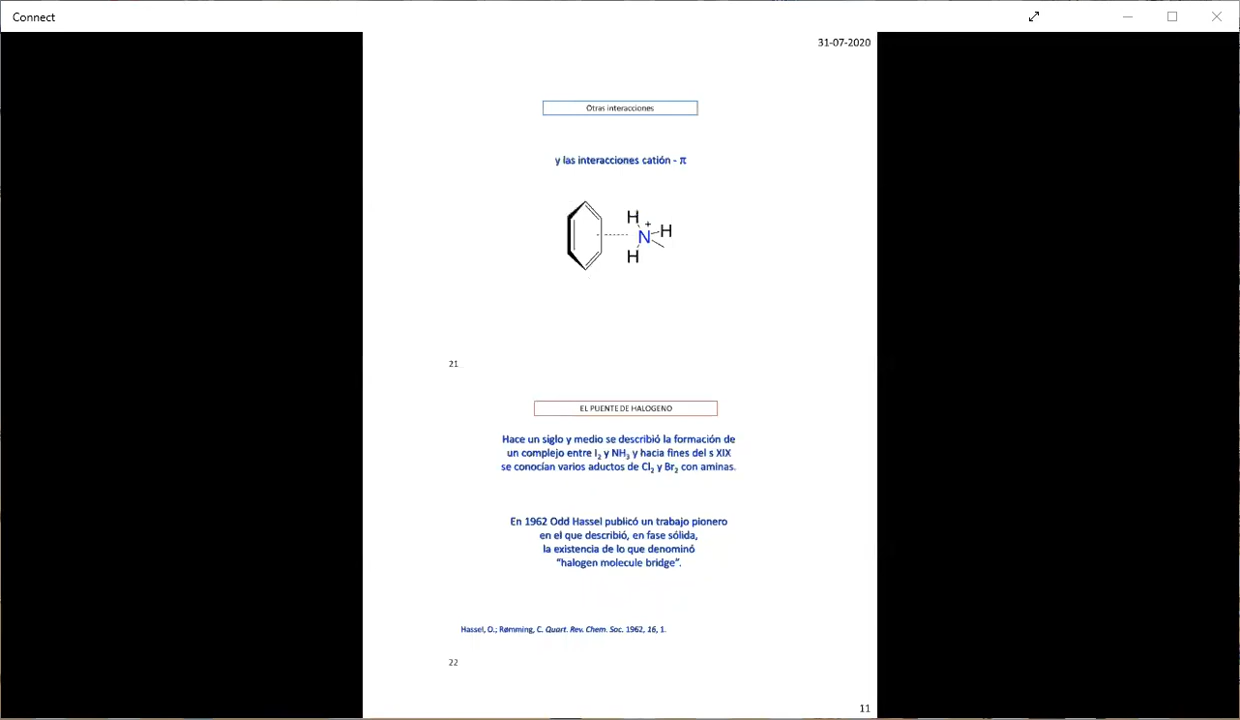 Connect
31-07-2020
Otras interacciones
y las interacciones catión - π
H
+
N
H
H
21
EL PUENTE DE HALOGENO
Hace un siglo y medio se describió la formación de
un complejo entre I₂ y NH₃ y hacia fines del s XIX
se conocían varios aductos de Cl₂ y Br₂ con aminas.
En 1962 Odd Hassel publicó un trabajo pionero
en el que describió, en fase sólida,
la existencia de lo que denominó
“halogen molecule bridge”.
Hassel, O.; Rømming, C. Quart. Rev. Chem. Soc. 1962, 16, 1.
22
11